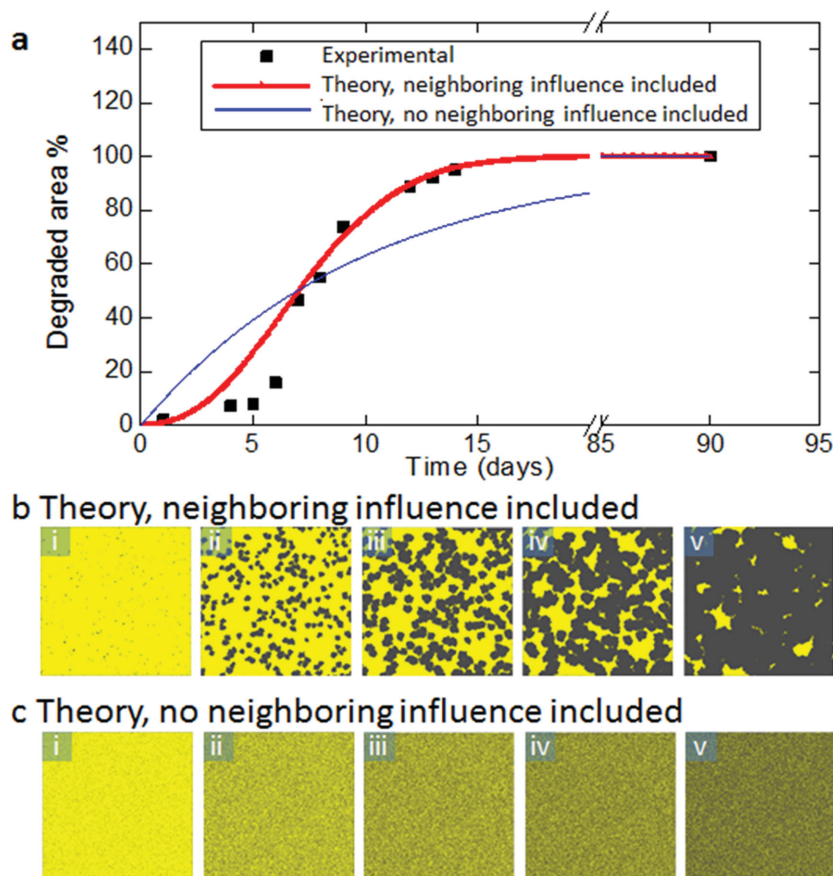 a
140
120
100
80
60
40
20
0
Degraded area %
Experimental
Theory, neighboring influence included
Theory, no neighboring influence included
0 5 10 15 85 90 95
Time (days)
b Theory, neighboring influence included
i ii iii iv v
c Theory, no neighboring influence included
i ii iii iv v